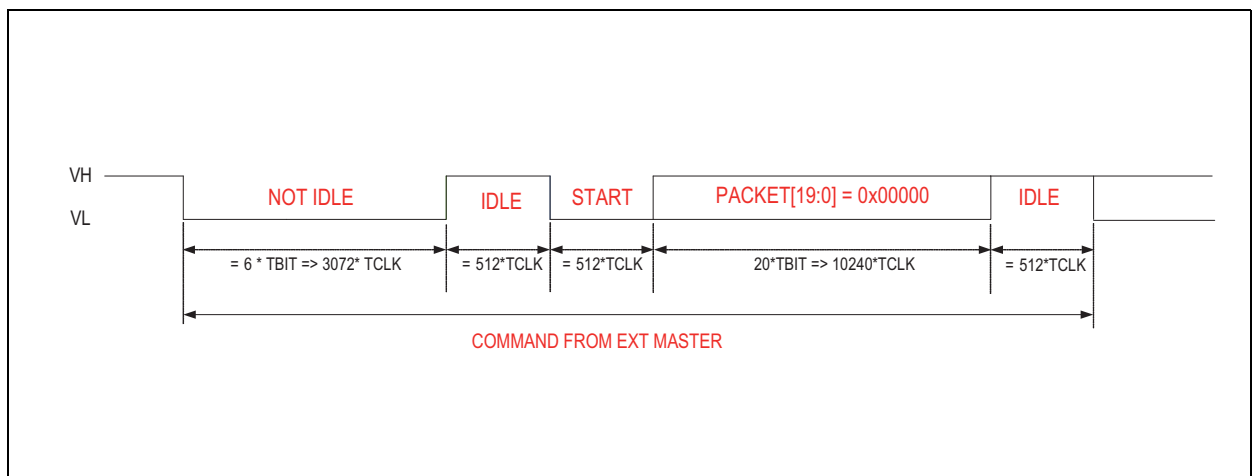 VH
VL
NOT IDLE
IDLE
START
PACKET[19:0] = 0x00000
IDLE
= 6 * TBIT => 3072* TCLK
= 512*TCLK
= 512*TCLK
20*TBIT => 10240*TCLK
= 512*TCLK
COMMAND FROM EXT MASTER